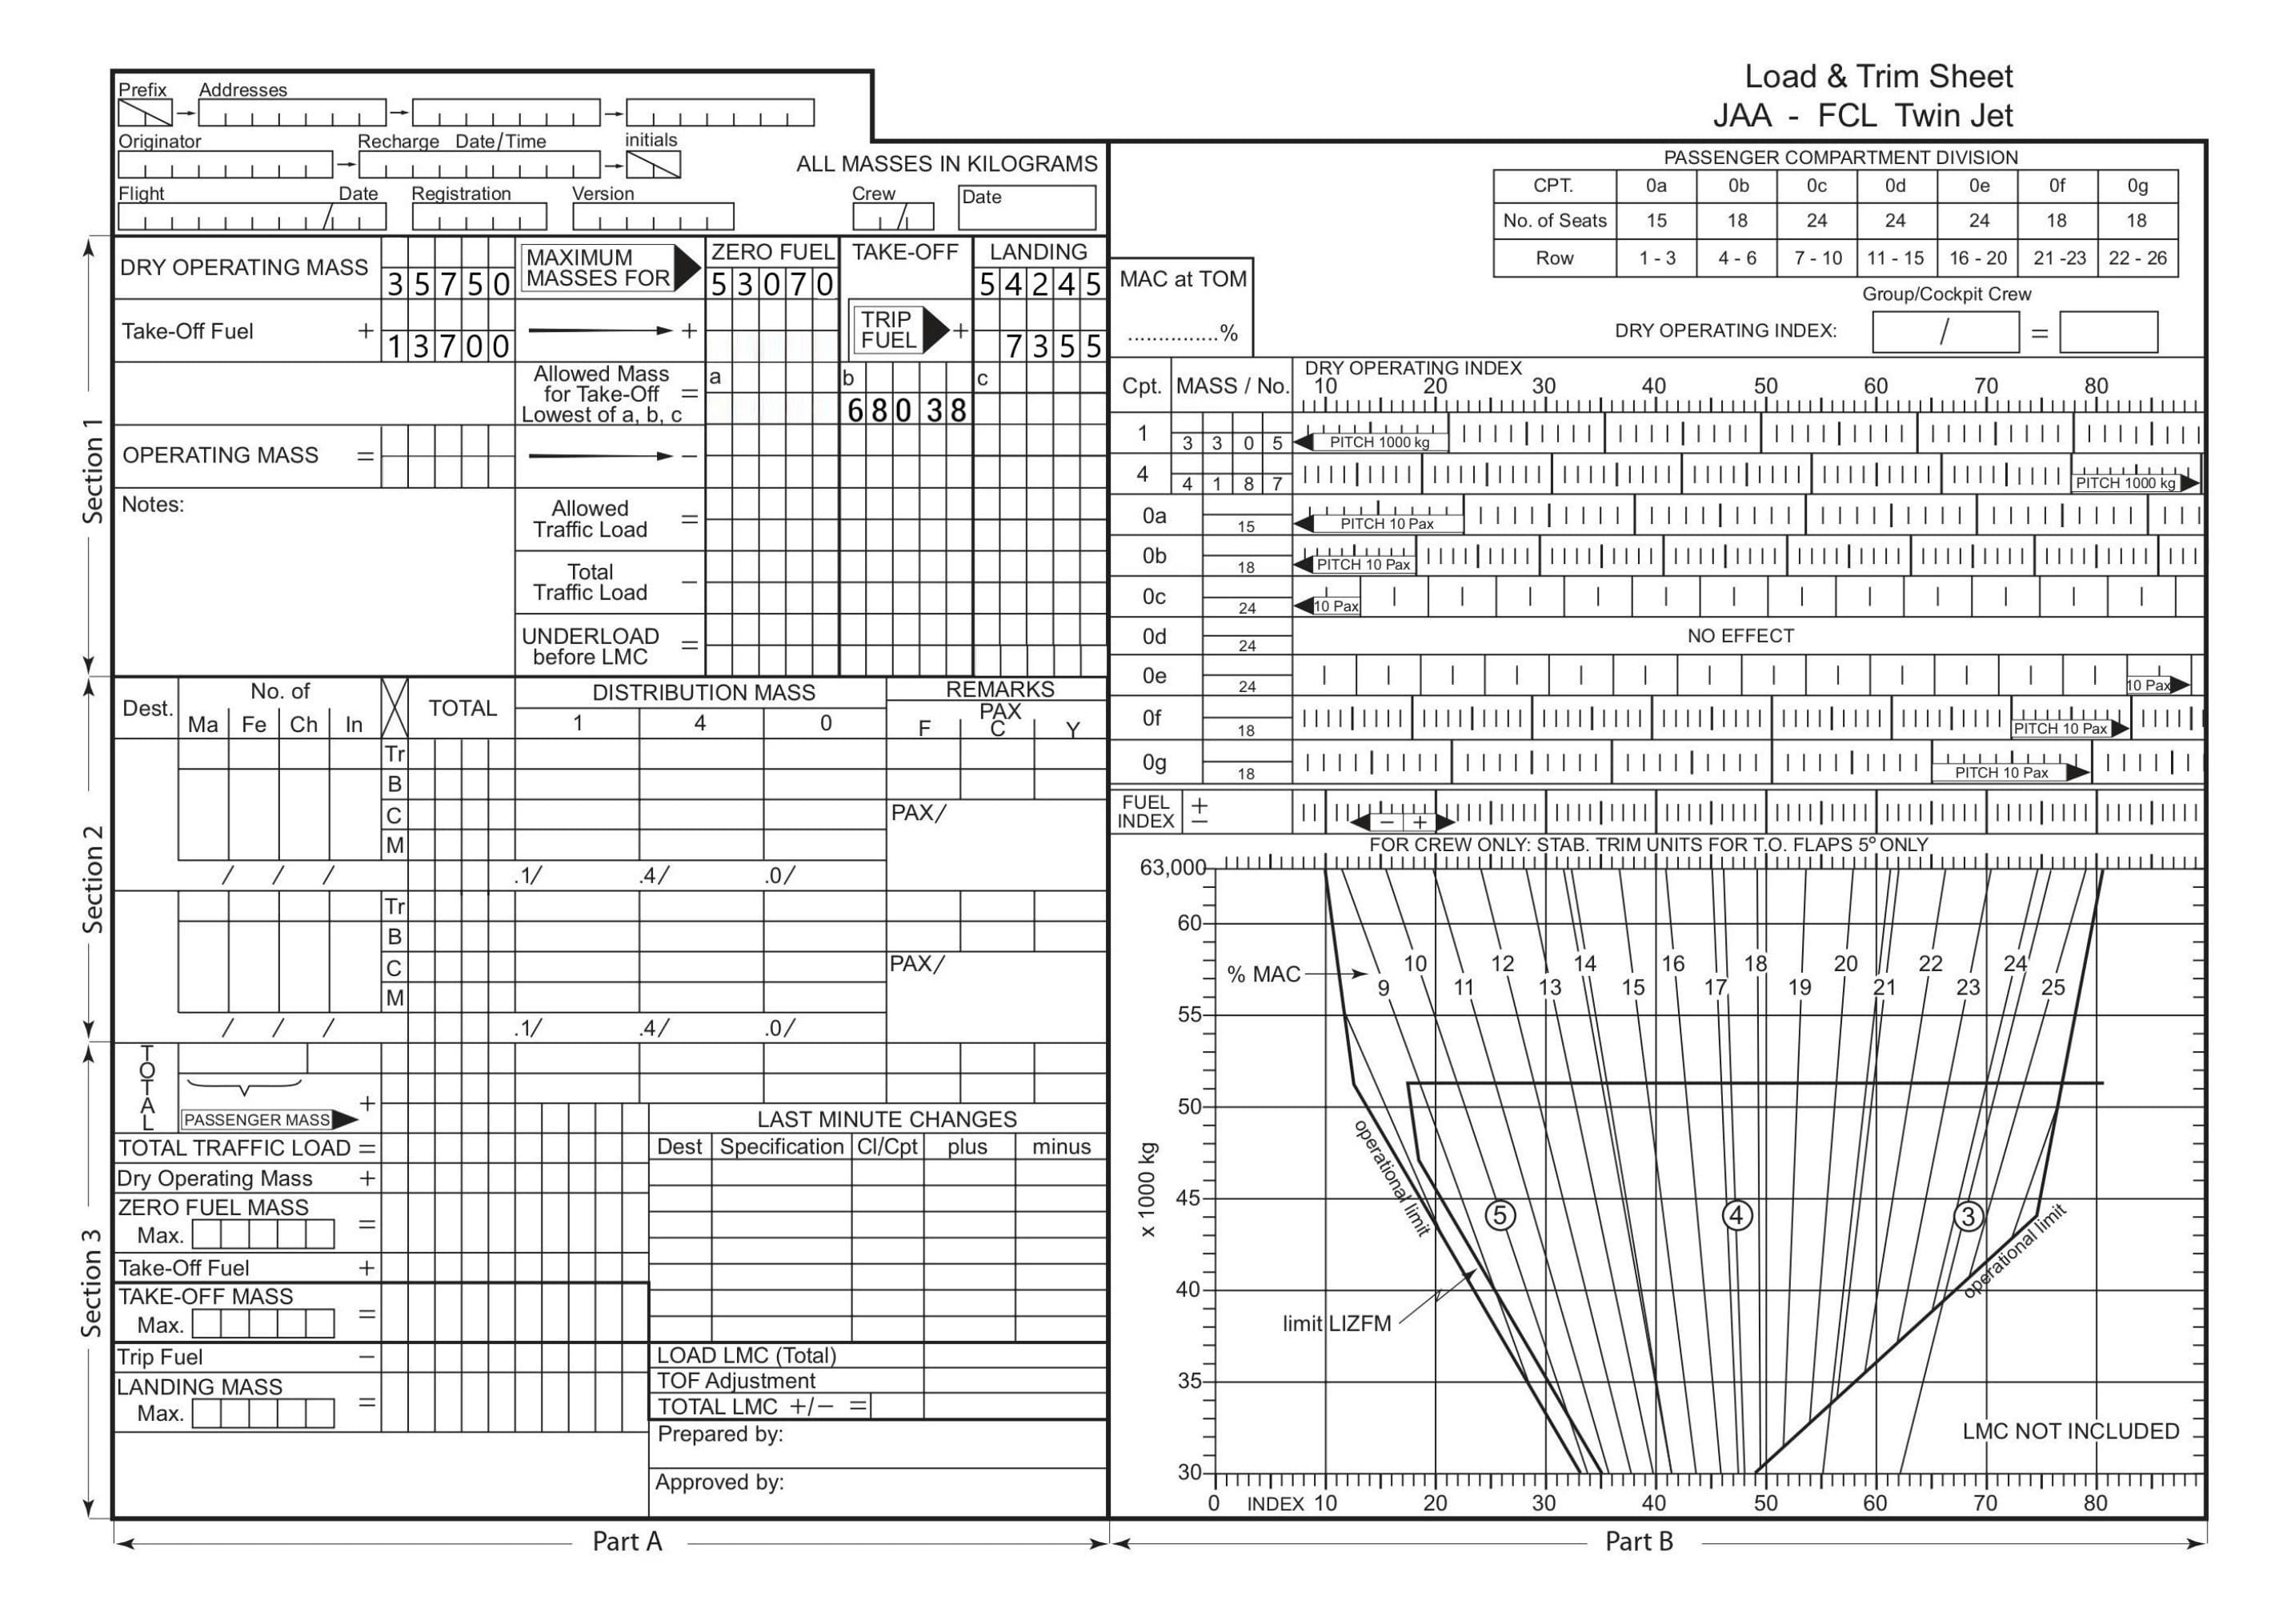 Load & Trim Sheet
JAA - FCL Twin Jet
Prefix Addresses
Originator Recharge Date/Time initials
ALL MASSES IN KILOGRAMS
Flight Date Registration Version Crew Date
Section 1
DRY OPERATING MASS 35750 MAXIMUM MASSES FOR ZERO FUEL TAKE-OFF LANDING
53070 54245
Take-Off Fuel + 13700 + TRIP FUEL + 7355
Allowed Mass for Take-Off Lowest of a, b, c = a b c
68038
OPERATING MASS = −
Notes:
Allowed Traffic Load =
Total Traffic Load −
UNDERLOAD before LMC =
Section 2
Dest. No. of TOTAL DISTRIBUTION MASS REMARKS
Ma Fe Ch In 1 4 0 PAX
F C Y
Tr
B
C PAX/
M
/ / / .1/ .4/ .0/
Tr
B
C PAX/
M
/ / / .1/ .4/ .0/
Section 3
TOTAL
PASSENGER MASS +
LAST MINUTE CHANGES
TOTAL TRAFFIC LOAD = Dest Specification Cl/Cpt plus minus
Dry Operating Mass +
ZERO FUEL MASS
Max. =
Take-Off Fuel +
TAKE-OFF MASS
Max. =
Trip Fuel − LOAD LMC (Total)
LANDING MASS TOF Adjustment
Max. = TOTAL LMC +/− =
Prepared by:
Approved by:
Part A
PASSENGER COMPARTMENT DIVISION
CPT. 0a 0b 0c 0d 0e 0f 0g
No. of Seats 15 18 24 24 24 18 18
Row 1 - 3 4 - 6 7 - 10 11 - 15 16 - 20 21 -23 22 - 26
MAC at TOM
...............%
Group/Cockpit Crew
DRY OPERATING INDEX: / =
Cpt. MASS / No. DRY OPERATING INDEX
10 20 30 40 50 60 70 80
1 3305 PITCH 1000 kg
4 4187 PITCH 1000 kg
0a 15 PITCH 10 Pax
0b 18 PITCH 10 Pax
0c 24 10 Pax
0d 24 NO EFFECT
0e 24 10 Pax
0f 18 PITCH 10 Pax
0g 18 PITCH 10 Pax
FUEL INDEX + − − +
FOR CREW ONLY: STAB. TRIM UNITS FOR T.O. FLAPS 5º ONLY
63,000
60
% MAC
10 12 14 16 18 20 22 24
9 11 13 15 17 19 21 23 25
55
50
x 1000 kg
operational limit
45
5 4 3
operational limit
40
limit LIZFM
35
LMC NOT INCLUDED
30
0 INDEX 10 20 30 40 50 60 70 80
Part B